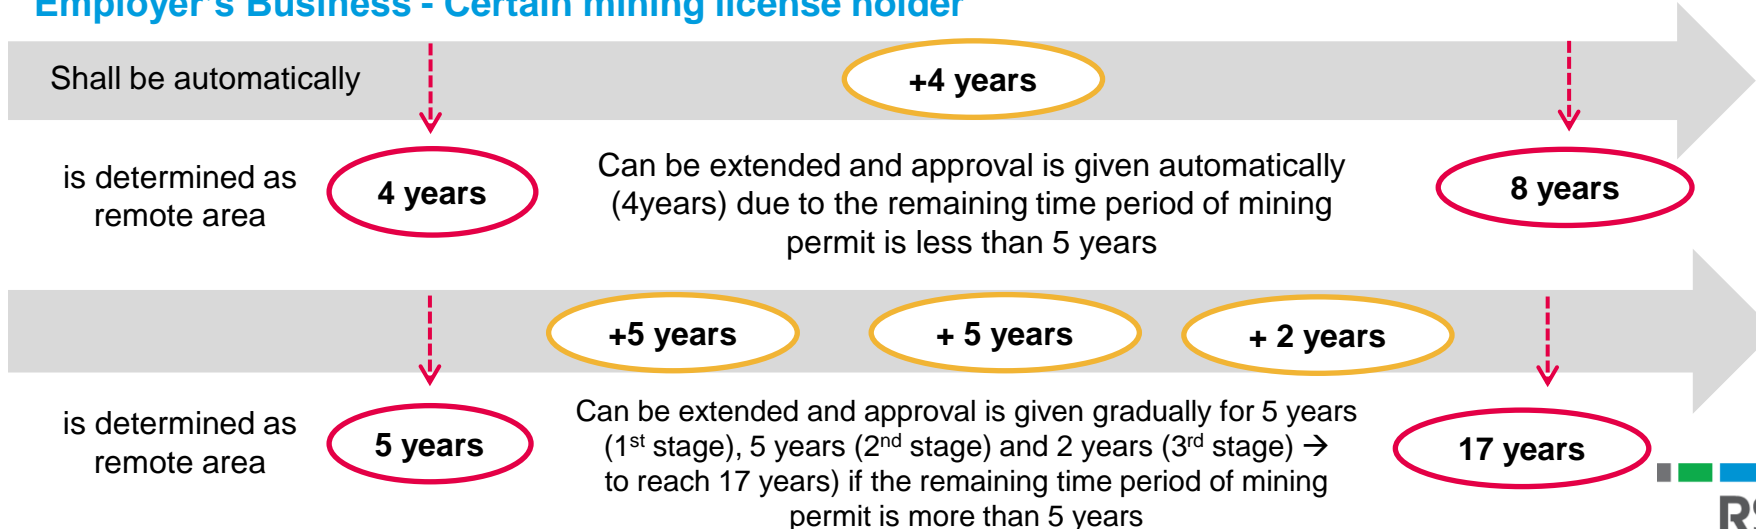 Employer's Business - Certain mining license holder
Shall be automatically
+4 years
is determined as
remote area
4 years
Can be extended and approval is given automatically
(4years) due to the remaining time period of mining
permit is less than 5 years
8 years
+5 years
+ 5 years
+ 2 years
is determined as
remote area
5 years
Can be extended and approval is given gradually for 5 years
(1st stage), 5 years (2nd stage) and 2 years (3rd stage) →
to reach 17 years) if the remaining time period of mining
permit is more than 5 years
17 years